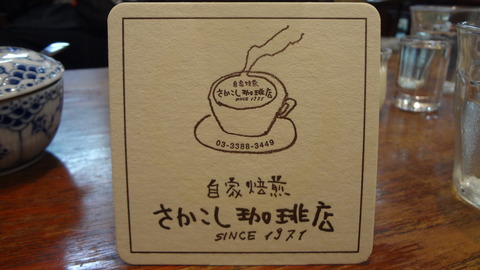 自家焙煎
さかこし珈琲店
SINCE 1971
03-3388-3449
自家焙煎
さかこし珈琲店
SINCE 1971